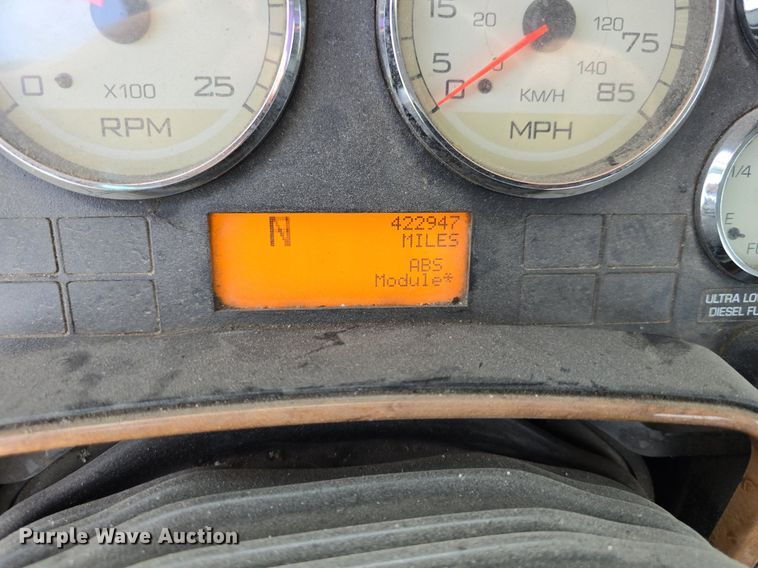 0 X100 25
RPM
15 20 120 75
0 0 KM/H 140 85
MPH
1/4
E
N 422947
MILES
ABS
Module*
ULTRA LO
DIESEL FU
Purple Wave Auction